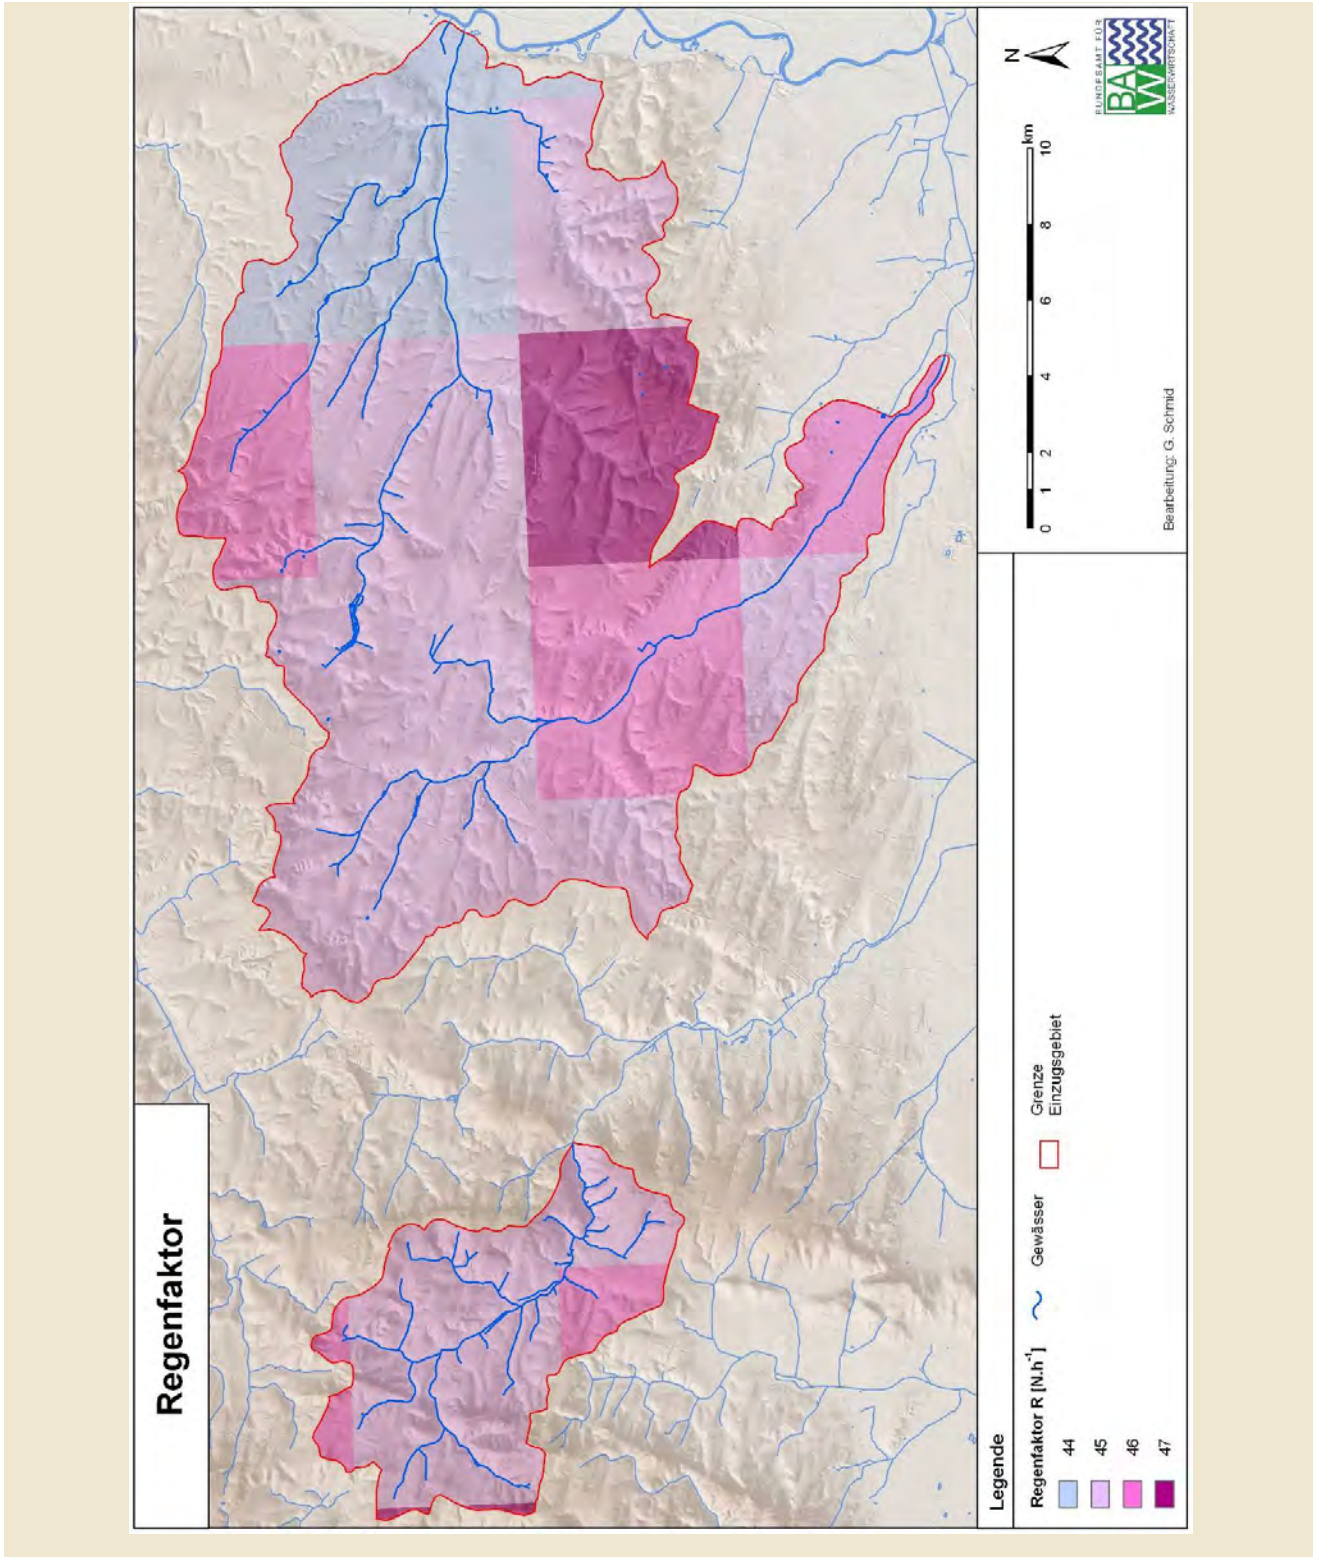 Regenfaktor
Legende
Regenfaktor R [N.h⁻¹]
44
45
46
47
Gewässer
Grenze
Einzugsgebiet
0 1 2 4 6 8 10
km
Bearbeitung: G. Schmid
N
BUNDESAMT FÜR
BAW
WASSERWIRTSCHAFT